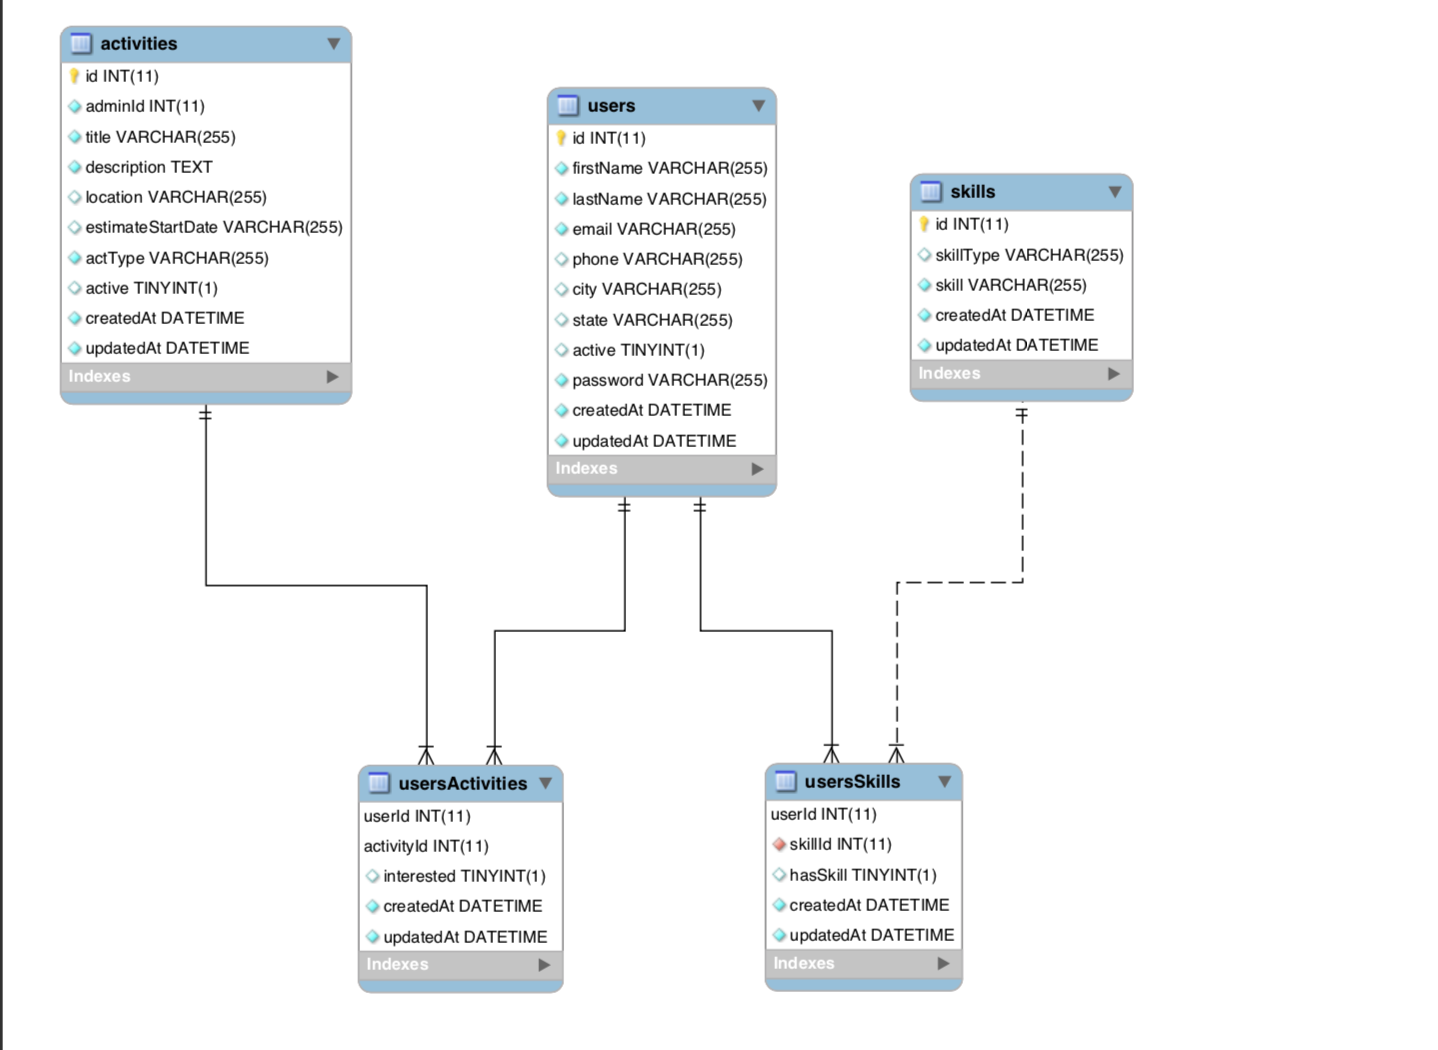 activities
id INT(11)
adminId INT(11)
title VARCHAR(255)
description TEXT
location VARCHAR(255)
estimateStartDate VARCHAR(255)
actType VARCHAR(255)
active TINYINT(1)
createdAt DATETIME
updatedAt DATETIME
Indexes
users
id INT(11)
firstName VARCHAR(255)
lastName VARCHAR(255)
email VARCHAR(255)
phone VARCHAR(255)
city VARCHAR(255)
state VARCHAR(255)
active TINYINT(1)
password VARCHAR(255)
createdAt DATETIME
updatedAt DATETIME
Indexes
skills
id INT(11)
skillType VARCHAR(255)
skill VARCHAR(255)
createdAt DATETIME
updatedAt DATETIME
Indexes
usersActivities
userId INT(11)
activityId INT(11)
interested TINYINT(1)
createdAt DATETIME
updatedAt DATETIME
Indexes
usersSkills
userId INT(11)
skillId INT(11)
hasSkill TINYINT(1)
createdAt DATETIME
updatedAt DATETIME
Indexes